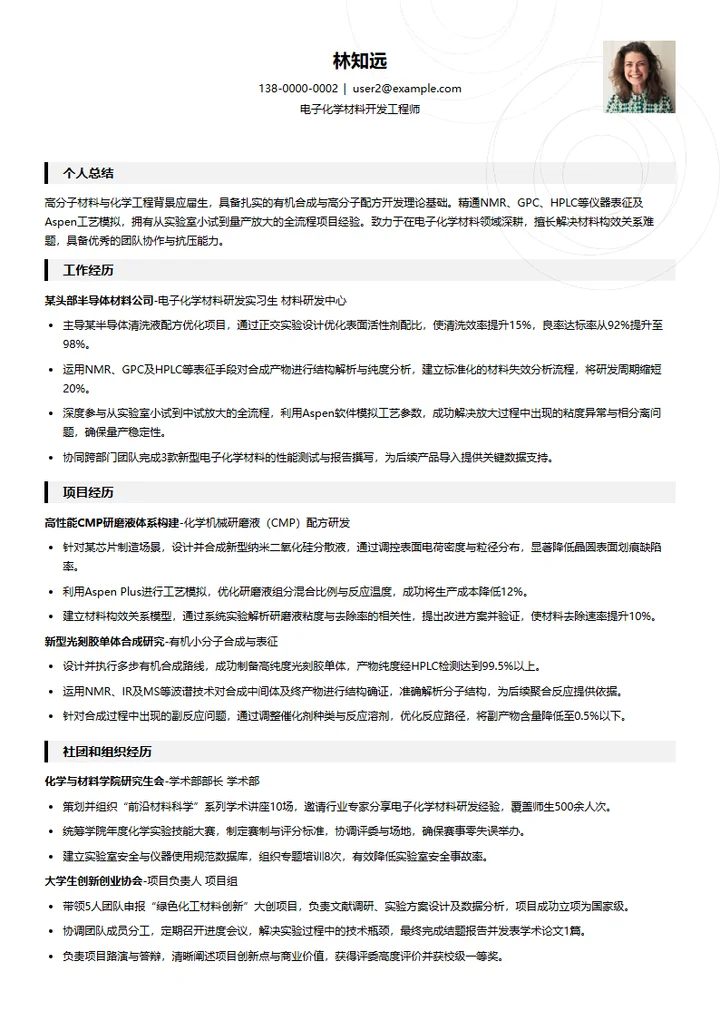 林知远
138-0000-0002 | user2@example.com
电子化学材料开发工程师
个人总结
高分子材料与化学工程背景应届生，具备扎实的有机合成与高分子配方开发理论基础。精通NMR、GPC、HPLC等仪器表征及
Aspen工艺模拟，拥有从实验室小试到量产放大的全流程项目经验。致力于在电子化学材料领域深耕，擅长解决材料构效关系难
题，具备优秀的团队协作与抗压能力。
工作经历
某头部半导体材料公司-电子化学材料研发实习生 材料研发中心
• 主导某半导体清洗液配方优化项目，通过正交实验设计优化表面活性剂配比，使清洗效率提升15%，良率达标率从92%提升至
98%。
• 运用NMR、GPC及HPLC等表征手段对合成产物进行结构解析与纯度分析，建立标准化的材料失效分析流程，将研发周期缩短
20%。
• 深度参与从实验室小试到中试放大的全流程，利用Aspen软件模拟工艺参数，成功解决放大过程中出现的粘度异常与相分离问
题，确保量产稳定性。
• 协同跨部门团队完成3款新型电子化学材料的性能测试与报告撰写，为后续产品导入提供关键数据支持。
项目经历
高性能CMP研磨液体系构建-化学机械研磨液（CMP）配方研发
• 针对某芯片制造场景，设计并合成新型纳米二氧化硅分散液，通过调控表面电荷密度与粒径分布，显著降低晶圆表面划痕缺陷
率。
• 利用Aspen Plus进行工艺模拟，优化研磨液组分混合比例与反应温度，成功将生产成本降低12%。
• 建立材料构效关系模型，通过系统实验解析研磨液粘度与去除率的相关性，提出改进方案并验证，使材料去除速率提升10%。
新型光刻胶单体合成研究-有机小分子合成与表征
• 设计并执行多步有机合成路线，成功制备高纯度光刻胶单体，产物纯度经HPLC检测达到99.5%以上。
• 运用NMR、IR及MS等波谱技术对合成中间体及终产物进行结构确证，准确解析分子结构，为后续聚合反应提供依据。
• 针对合成过程中出现的副反应问题，通过调整催化剂种类与反应溶剂，优化反应路径，将副产物含量降低至0.5%以下。
社团和组织经历
化学与材料学院研究生会-学术部部长 学术部
• 策划并组织“前沿材料科学”系列学术讲座10场，邀请行业专家分享电子化学材料研发经验，覆盖师生500余人次。
• 统筹学院年度化学实验技能大赛，制定赛制与评分标准，协调评委与场地，确保赛事零失误举办。
• 建立实验室安全与仪器使用规范数据库，组织专题培训8次，有效降低实验室安全事故率。
大学生创新创业协会-项目负责人 项目组
• 带领5人团队申报“绿色化工材料创新”大创项目，负责文献调研、实验方案设计及数据分析，项目成功立项为国家级。
• 协调团队成员分工，定期召开进度会议，解决实验过程中的技术瓶颈，最终完成结题报告并发表学术论文1篇。
• 负责项目路演与答辩，清晰阐述项目创新点与商业价值，获得评委高度评价并获校级一等奖。